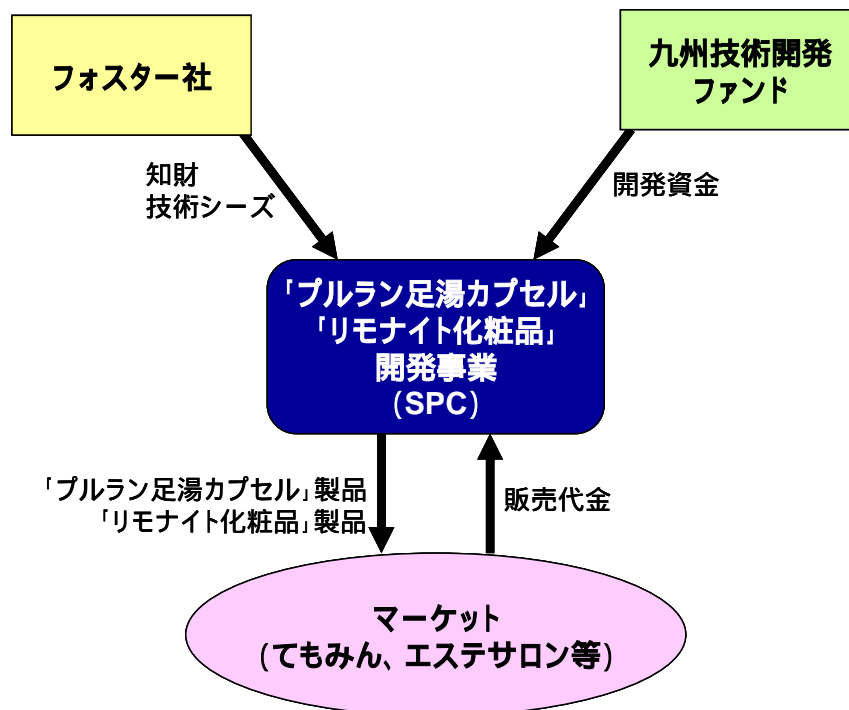 フォスター社
九州技術開発
ファンド
知財
技術シーズ
開発資金
「プルラン足湯カプセル」
「リモナイト化粧品」
開発事業
(SPC)
「プルラン足湯カプセル」製品
「リモナイト化粧品」製品
販売代金
マーケット
(てもみん、エステサロン等)